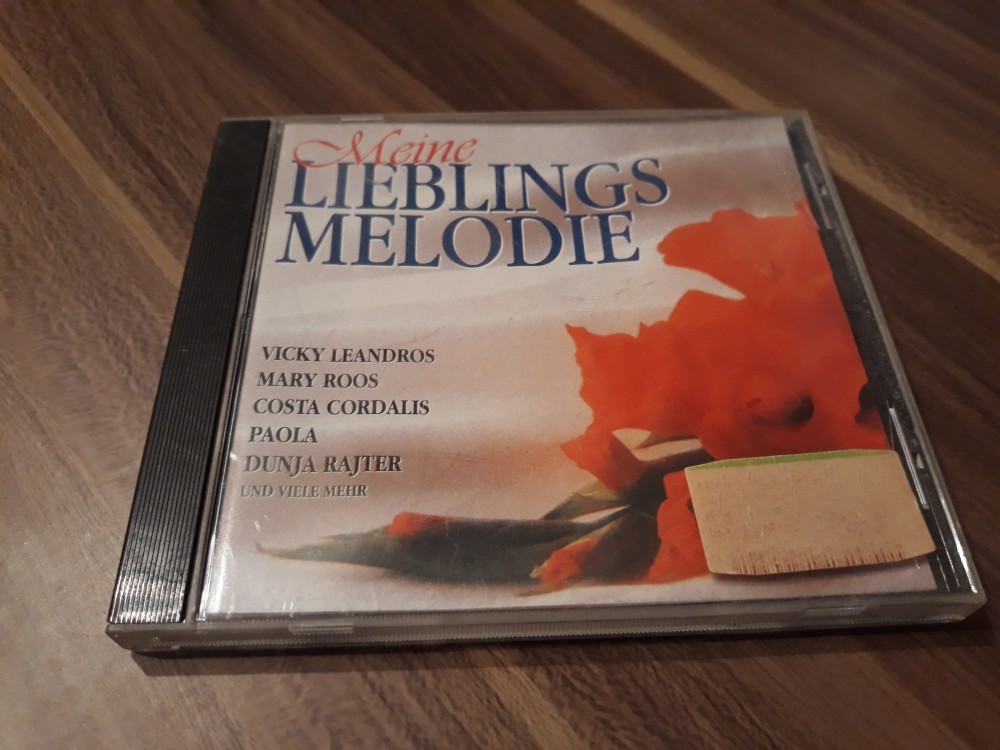 Meine
LIEBLINGS
MELODIE
VICKY LEANDROS
MARY ROOS
COSTA CORDALIS
PAOLA
DUNJA RAJTER
UND VIELE MEHR